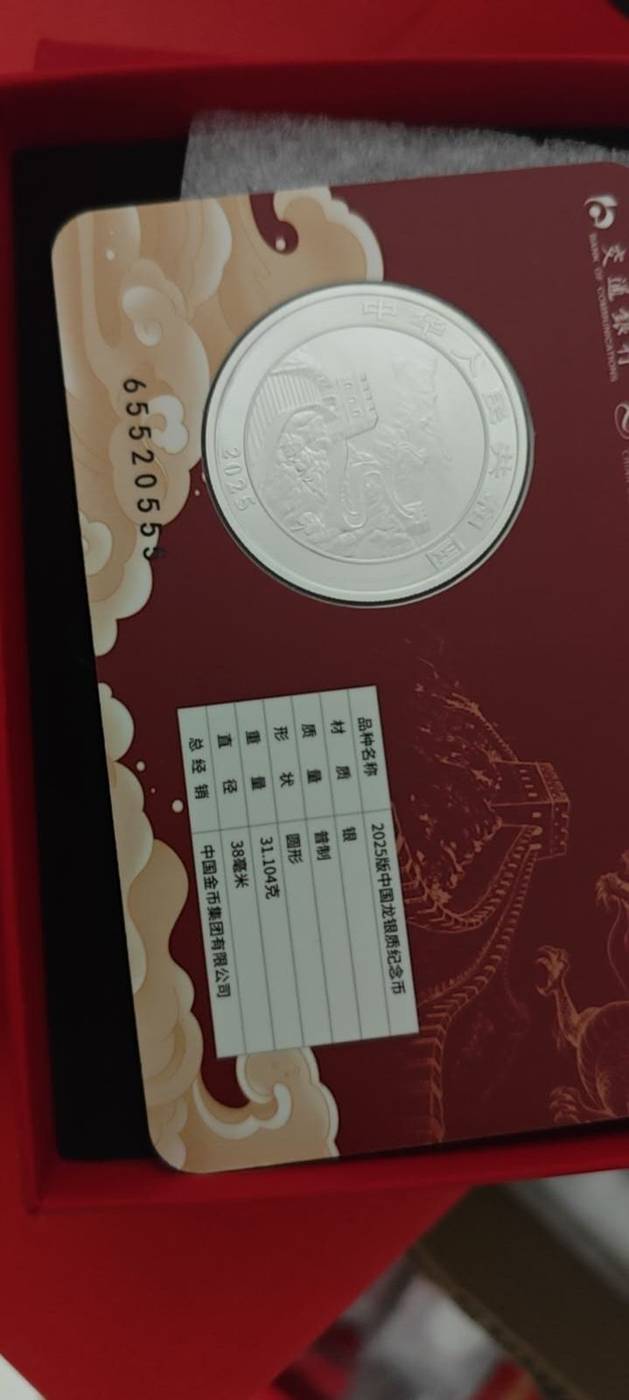 交通银行
BANK OF COMMUNICATIONS
中华人民共和国
2025
65520555
品种名称 2025版中国龙银质纪念币
材质 银
质量 普制
形状 圆形
重量 31.104克
直径 38毫米
总经销 中国金币集团有限公司